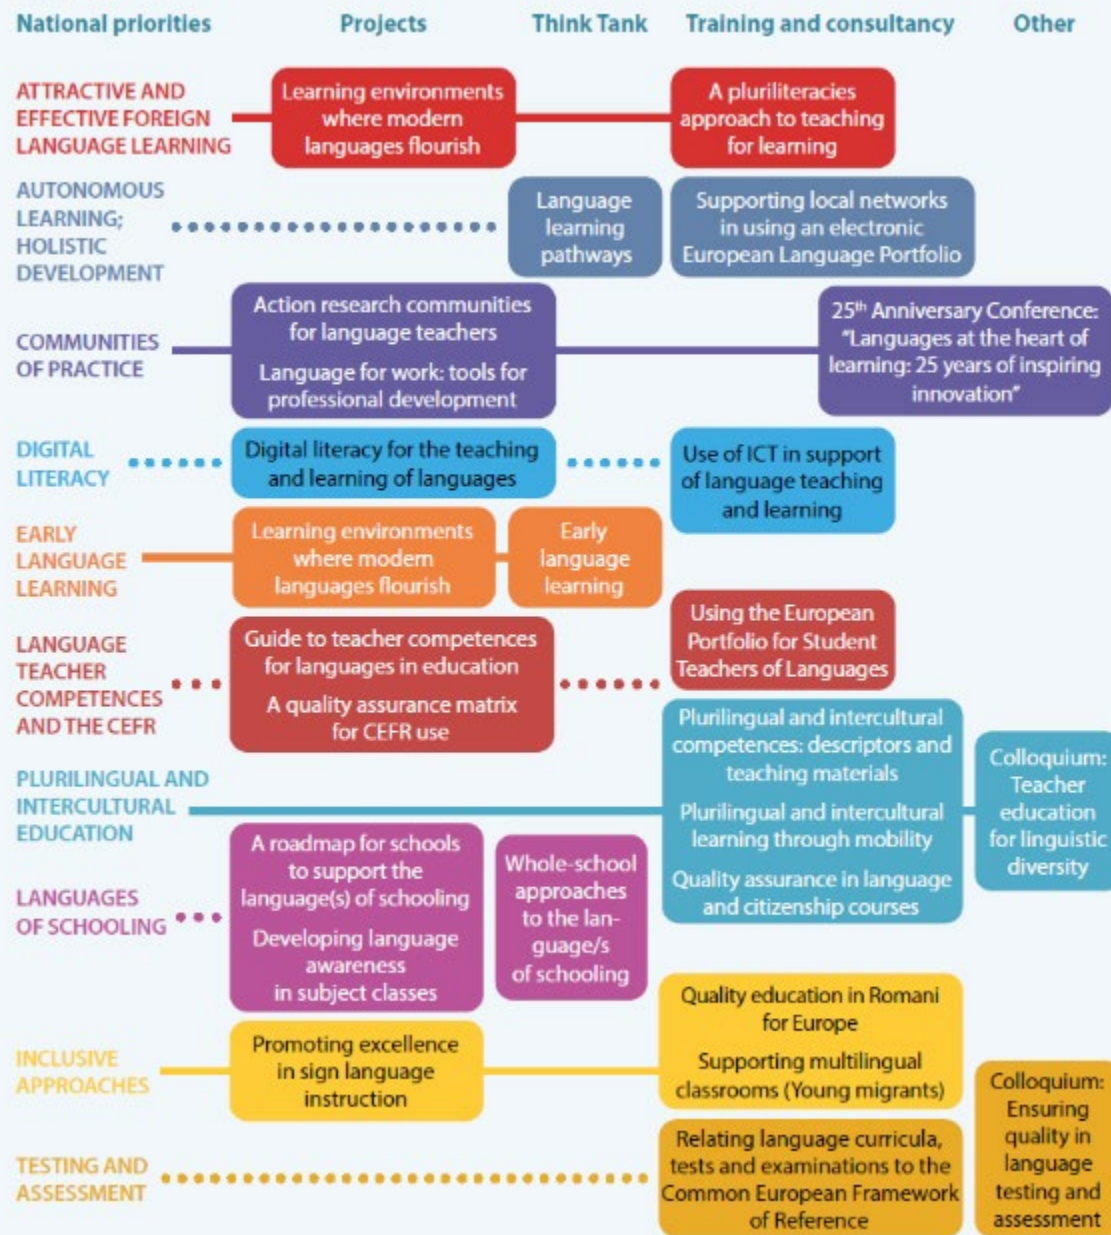 National priorities
Projects
Think Tank
Training and consultancy
Other
ATTRACTIVE AND
EFFECTIVE FOREIGN
LANGUAGE LEARNING
Learning environments
where modern
languages flourish
A pluriliteracies
approach to teaching
for learning
AUTONOMOUS
LEARNING;
HOLISTIC
DEVELOPMENT
Language
learning
pathways
Supporting local networks
in using an electronic
European Language Portfolio
COMMUNITIES
OF PRACTICE
Action research communities
for language teachers
Language for work: tools for
professional development
25th Anniversary Conference:
"Languages at the heart of
learning: 25 years of inspiring
innovation"
DIGITAL
LITERACY
Digital literacy for the teaching
and learning of languages
Use of ICT in support
of language teaching
and learning
EARLY
LANGUAGE
LEARNING
Learning environments
where modern
languages flourish
Early
language
learning
LANGUAGE
TEACHER
COMPETENCES
AND THE CEFR
Guide to teacher competences
for languages in education
A quality assurance matrix
for CEFR use
Using the European
Portfolio for Student
Teachers of Languages
PLURILINGUAL AND
INTERCULTURAL
EDUCATION
Plurilingual and intercultural
competences: descriptors and
teaching materials
Plurilingual and intercultural
learning through mobility
Quality assurance in language
and citizenship courses
Colloquium:
Teacher
education
for linguistic
diversity
LANGUAGES
OF SCHOOLING
A roadmap for schools
to support the
language(s) of schooling
Developing language
awareness
in subject classes
Whole-school
approaches
to the lan-
guage/s
of schooling
INCLUSIVE
APPROACHES
Promoting excellence
in sign language
instruction
Quality education in Romani
for Europe
Supporting multilingual
classrooms (Young migrants)
TESTING AND
ASSESSMENT
Relating language curricula,
tests and examinations to the
Common European Framework
of Reference
Colloquium:
Ensuring
quality in
language
testing and
assessment